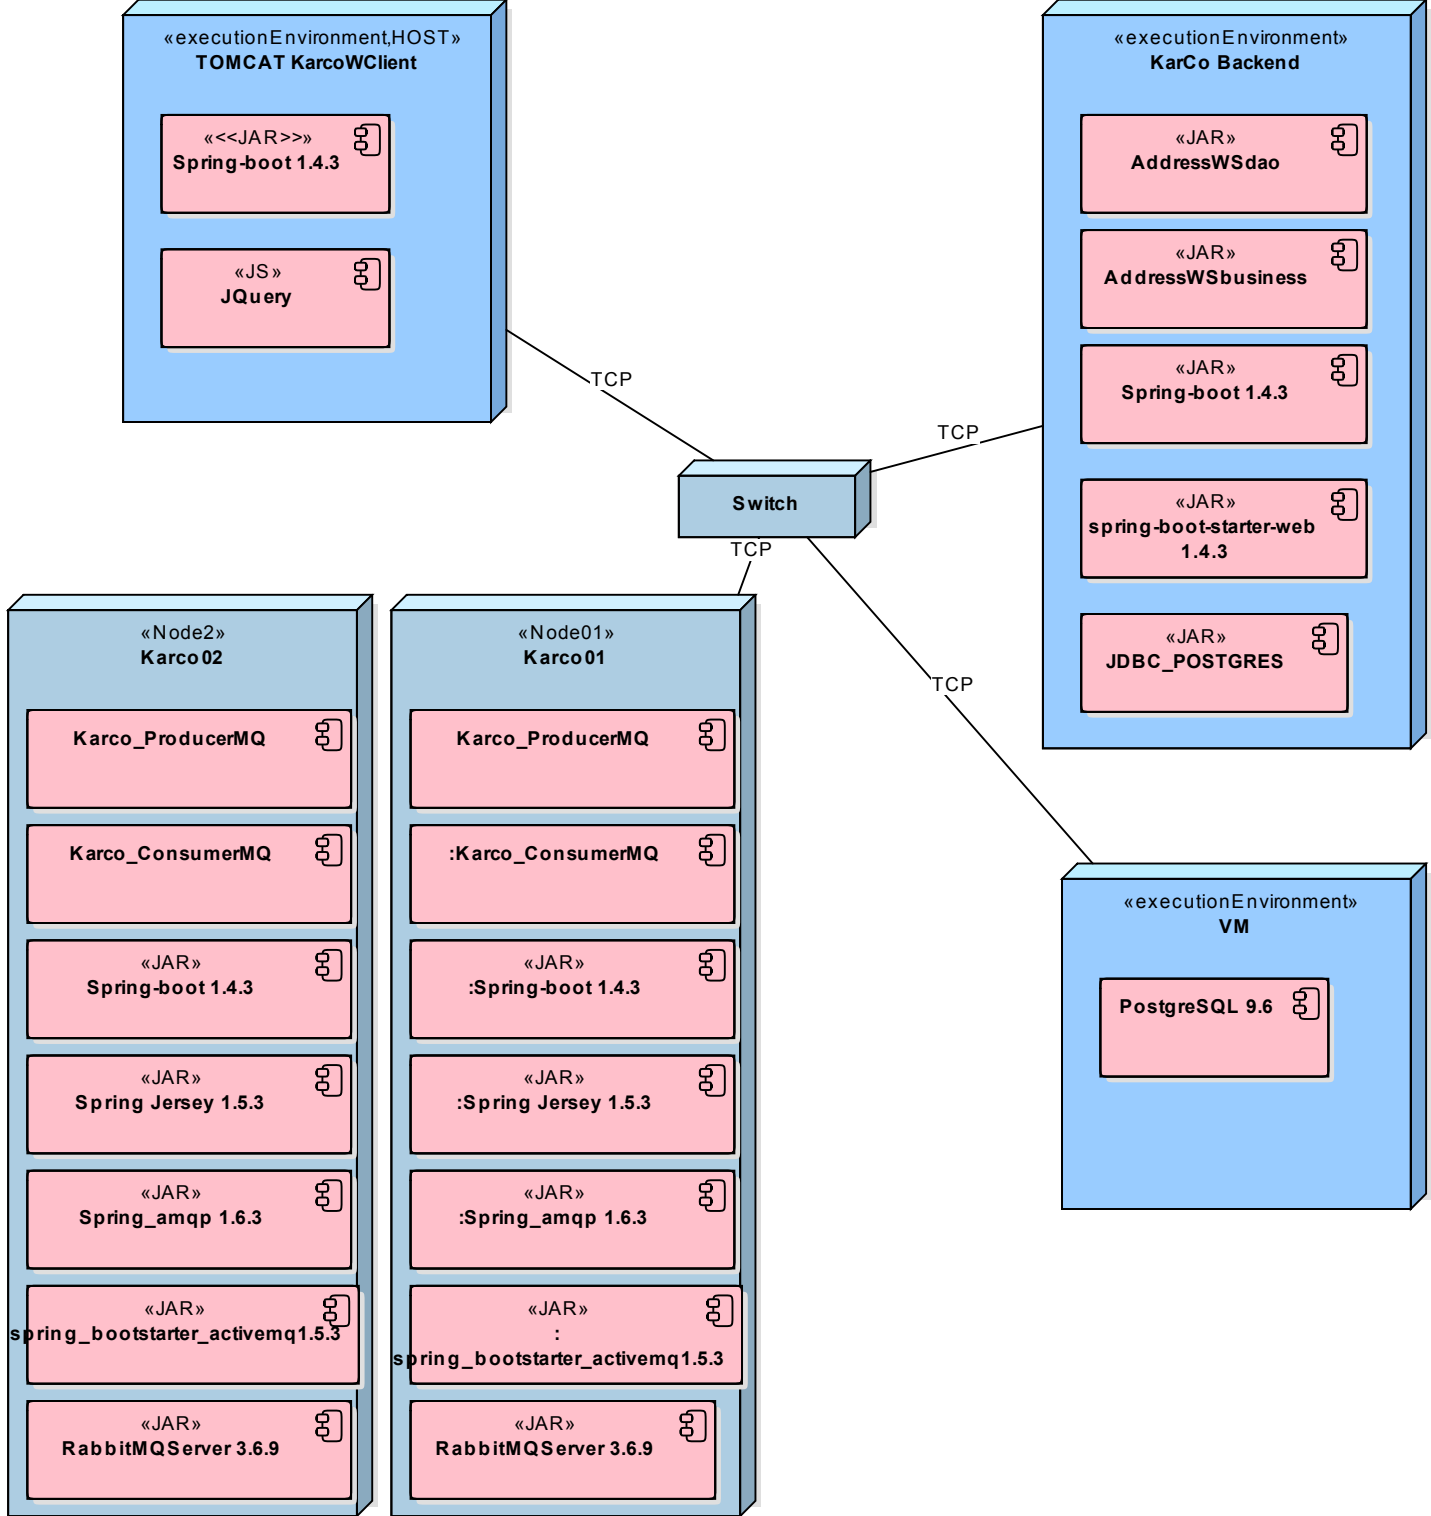 «executionEnvironment,HOST»
TOMCAT KarcoWClient
«<<JAR>>»
Spring-boot 1.4.3
«JS»
JQuery
«executionEnvironment»
KarCo Backend
«JAR»
AddressWSdao
«JAR»
AddressWSbusiness
«JAR»
Spring-boot 1.4.3
«JAR»
spring-boot-starter-web
1.4.3
«JAR»
JDBC_POSTGRES
TCP
TCP
Switch
TCP
TCP
«Node2»
Karco02
Karco_ProducerMQ
Karco_ConsumerMQ
«JAR»
Spring-boot 1.4.3
«JAR»
Spring Jersey 1.5.3
«JAR»
Spring_amqp 1.6.3
«JAR»
spring_bootstarter_activemq1.5.3
«JAR»
RabbitMQServer 3.6.9
«Node01»
Karco01
Karco_ProducerMQ
:Karco_ConsumerMQ
«JAR»
:Spring-boot 1.4.3
«JAR»
:Spring Jersey 1.5.3
«JAR»
:Spring_amqp 1.6.3
«JAR»
:
spring_bootstarter_activemq1.5.3
«JAR»
RabbitMQServer 3.6.9
«executionEnvironment»
VM
PostgreSQL 9.6